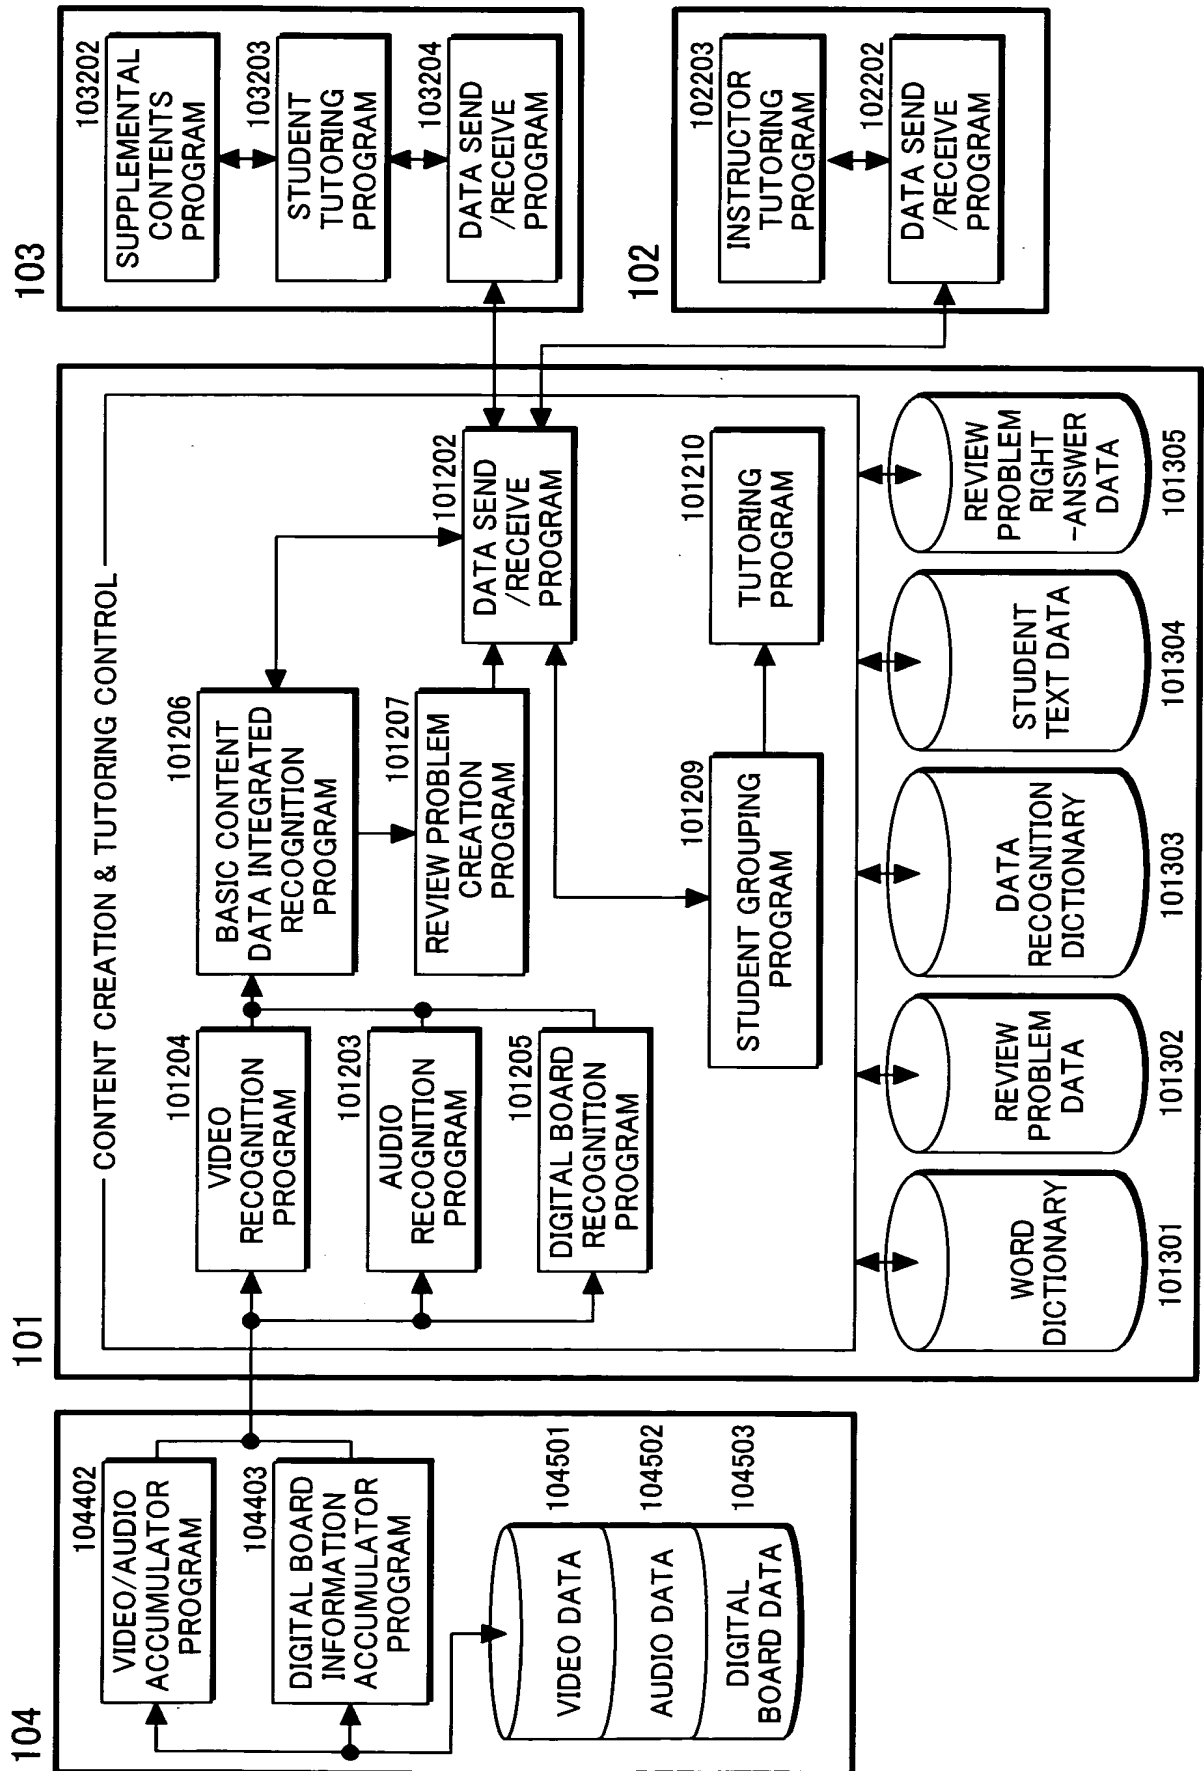 104
104402
VIDEO/AUDIO
ACCUMULATOR
PROGRAM
104403
DIGITAL BOARD
INFORMATION
ACCUMULATOR
PROGRAM
VIDEO DATA
104501
AUDIO DATA
104502
DIGITAL
BOARD DATA
104503
101
CONTENT CREATION & TUTORING CONTROL
101204
VIDEO
RECOGNITION
PROGRAM
101203
AUDIO
RECOGNITION
PROGRAM
101205
DIGITAL BOARD
RECOGNITION
PROGRAM
101206
BASIC CONTENT
DATA INTEGRATED
RECOGNITION
PROGRAM
101207
REVIEW PROBLEM
CREATION
PROGRAM
101202
DATA SEND
/RECEIVE
PROGRAM
101209
STUDENT GROUPING
PROGRAM
101210
TUTORING
PROGRAM
WORD
DICTIONARY
101301
REVIEW
PROBLEM
DATA
101302
DATA
RECOGNITION
DICTIONARY
101303
STUDENT
TEXT DATA
101304
REVIEW
PROBLEM
RIGHT
-ANSWER
DATA
101305
103
103202
SUPPLEMENTAL
CONTENTS
PROGRAM
103203
STUDENT
TUTORING
PROGRAM
103204
DATA SEND
/RECEIVE
PROGRAM
102
102203
INSTRUCTOR
TUTORING
PROGRAM
102202
DATA SEND
/RECEIVE
PROGRAM